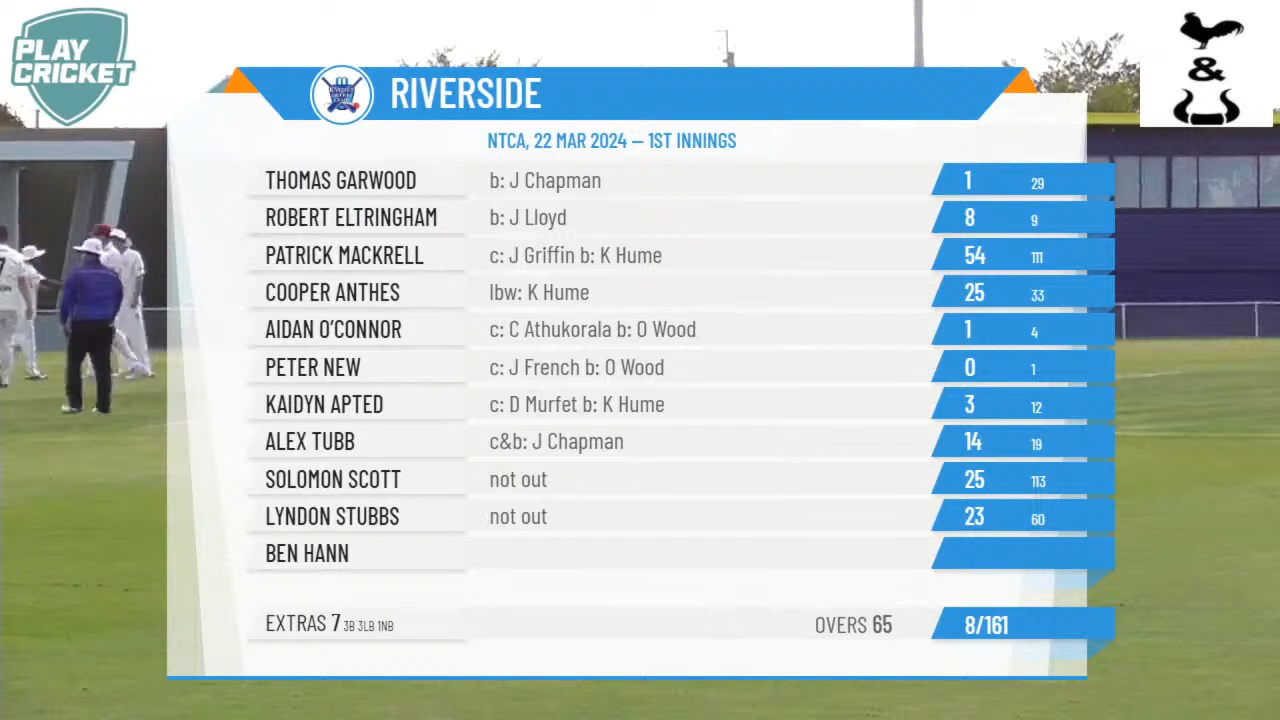 PLAY
CRICKET
&
RIVERSIDE
NTCA, 22 MAR 2024 – 1ST INNINGS
THOMAS GARWOOD b: J Chapman 1 29
ROBERT ELTRINGHAM b: J Lloyd 8 9
PATRICK MACKRELL c: J Griffin b: K Hume 54 111
COOPER ANTHES lbw: K Hume 25 33
AIDAN O'CONNOR c: C Athukorala b: O Wood 1 4
PETER NEW c: J French b: O Wood 0 1
KAIDYN APTED c: D Murfet b: K Hume 3 12
ALEX TUBB c&b: J Chapman 14 19
SOLOMON SCOTT not out 25 113
LYNDON STUBBS not out 23 60
BEN HANN
EXTRAS 7 3B 3LB 1NB OVERS 65 8/161